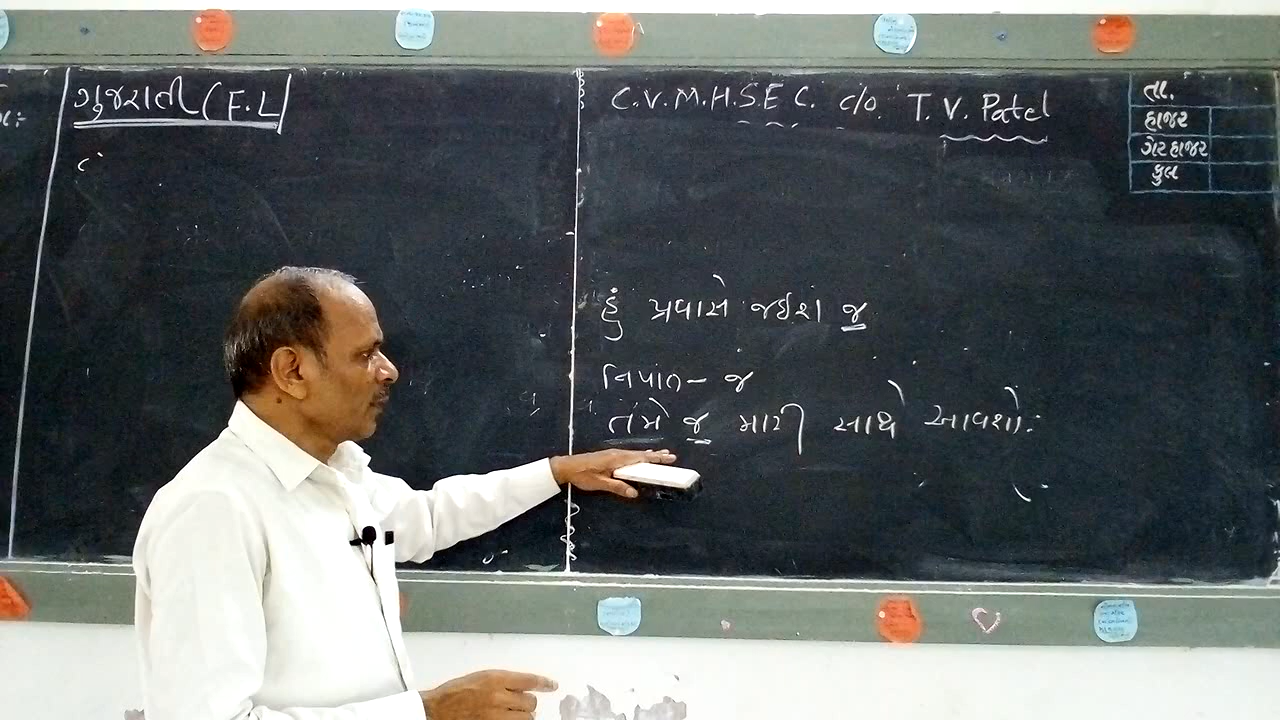 ગુજરાતી (F.L)
C.V.M.H.S.E.C. c/o. T. V. Patel
તા.
હાજર
ગેરહાજર
કુલ
હું પ્રવાસે જઈશ જ
નિપાત - જ
તમે જ મારી સાથે આવશો.